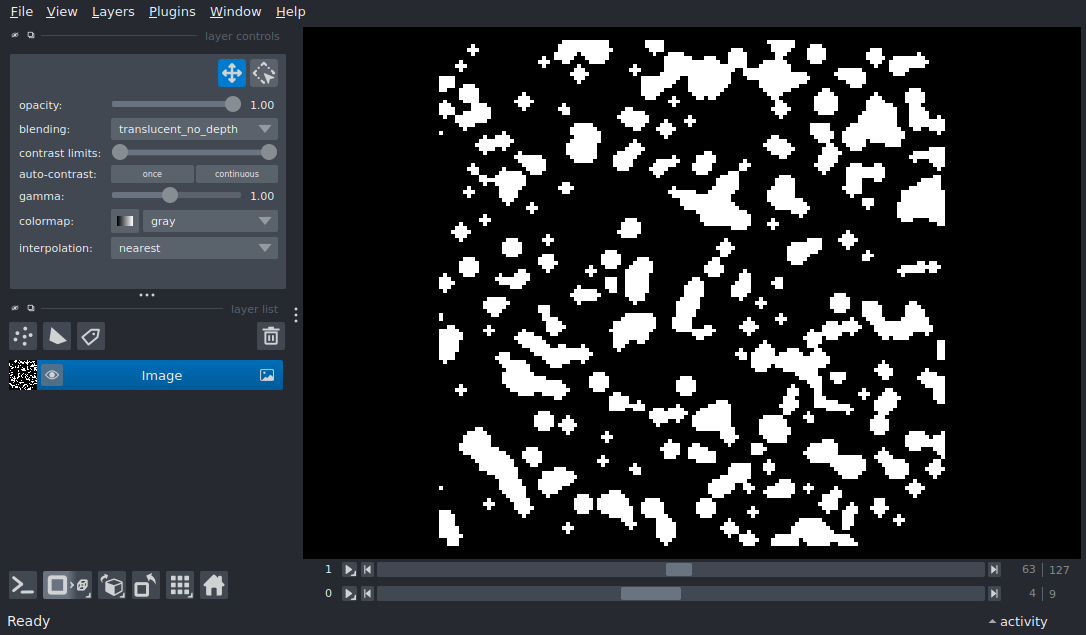 File View Layers Plugins Window Help
layer controls
opacity: 1.00
blending: translucent_no_depth
contrast limits:
auto-contrast: once continuous
gamma: 1.00
colormap: gray
interpolation: nearest
layer list
Image
1 63 127
0 4 9
Ready activity